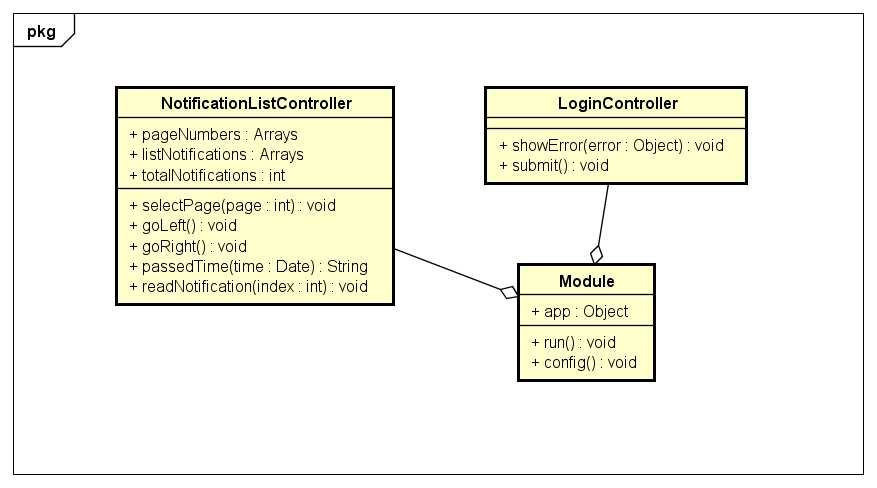 pkg
NotificationListController
+ pageNumbers : Arrays
+ listNotifications : Arrays
+ totalNotifications : int
+ selectPage(page : int) : void
+ goLeft() : void
+ goRight() : void
+ passedTime(time : Date) : String
+ readNotification(index : int) : void
LoginController
+ showError(error : Object) : void
+ submit() : void
Module
+ app : Object
+ run() : void
+ config() : void